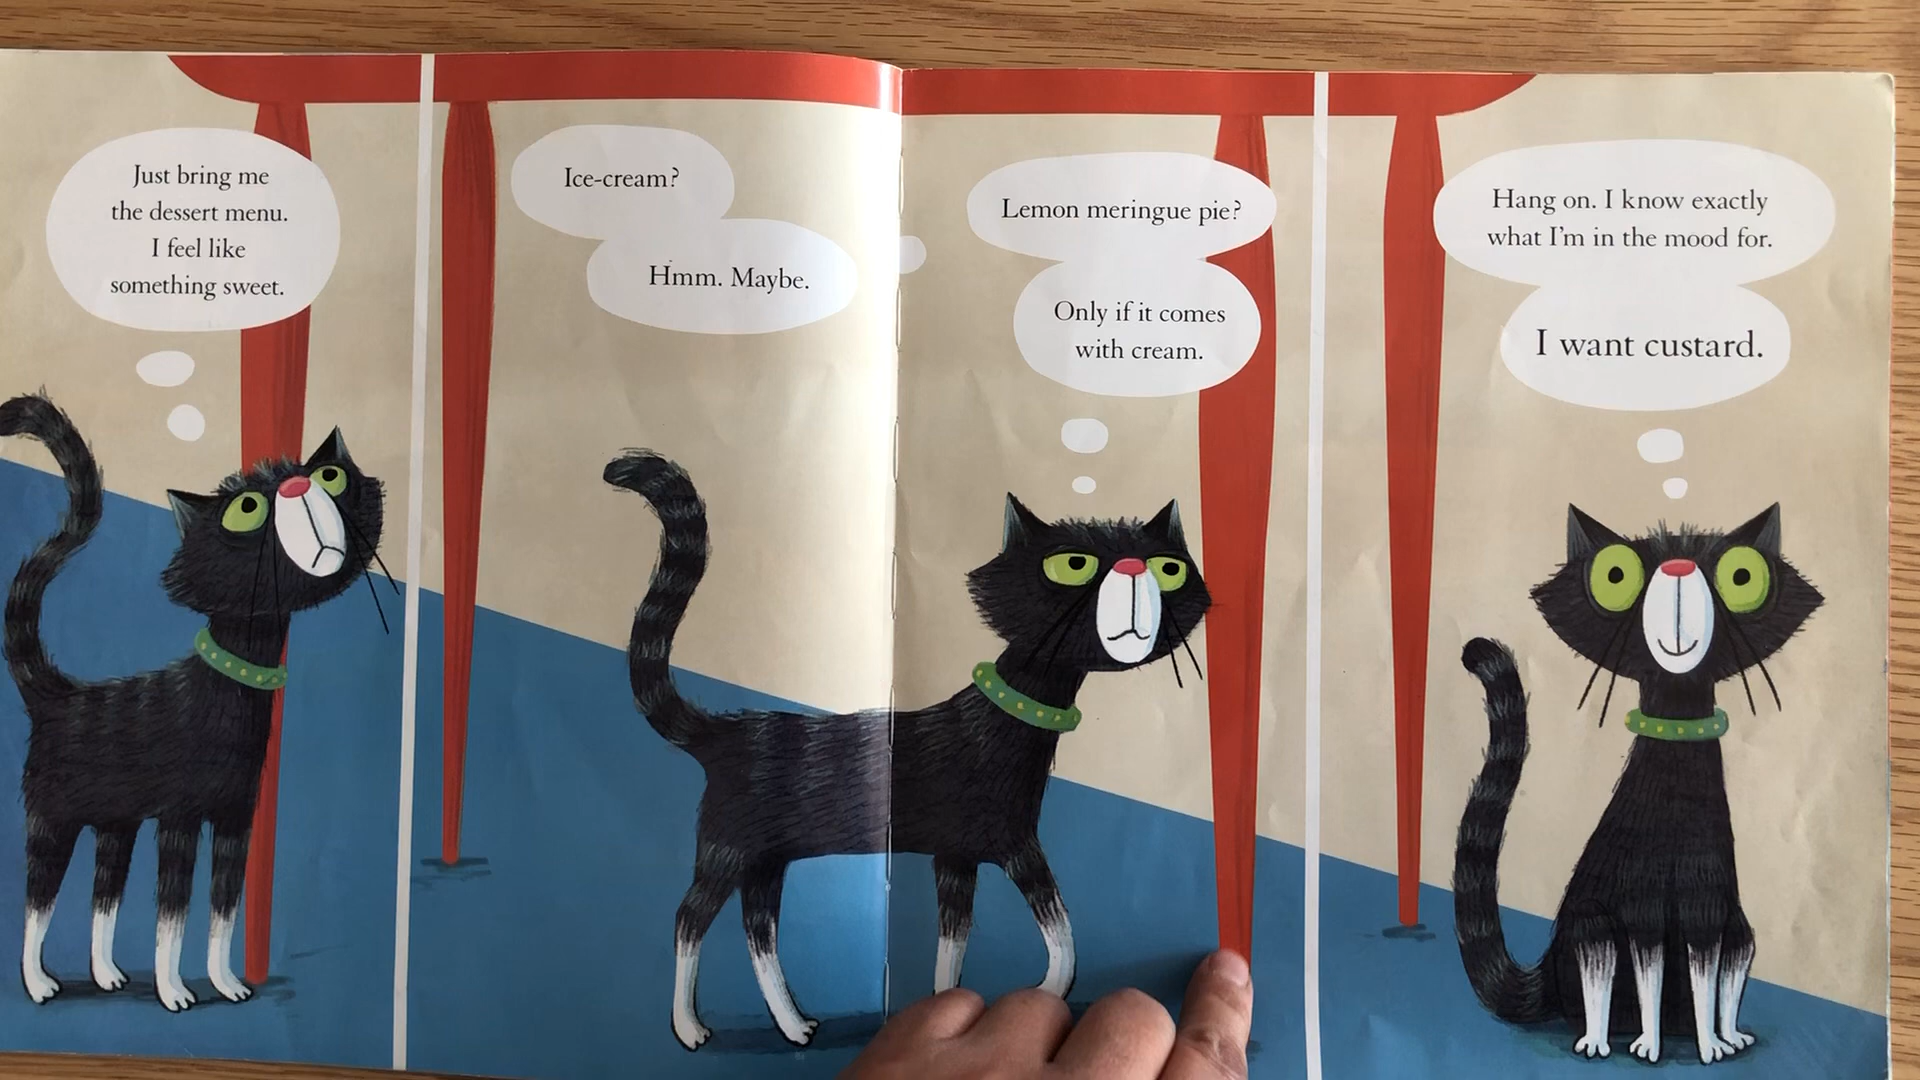 Just bring me
the dessert menu.
I feel like
something sweet.
Ice-cream?
Hmm. Maybe.
Lemon meringue pie?
Only if it comes
with cream.
Hang on. I know exactly
what I'm in the mood for.
I want custard.